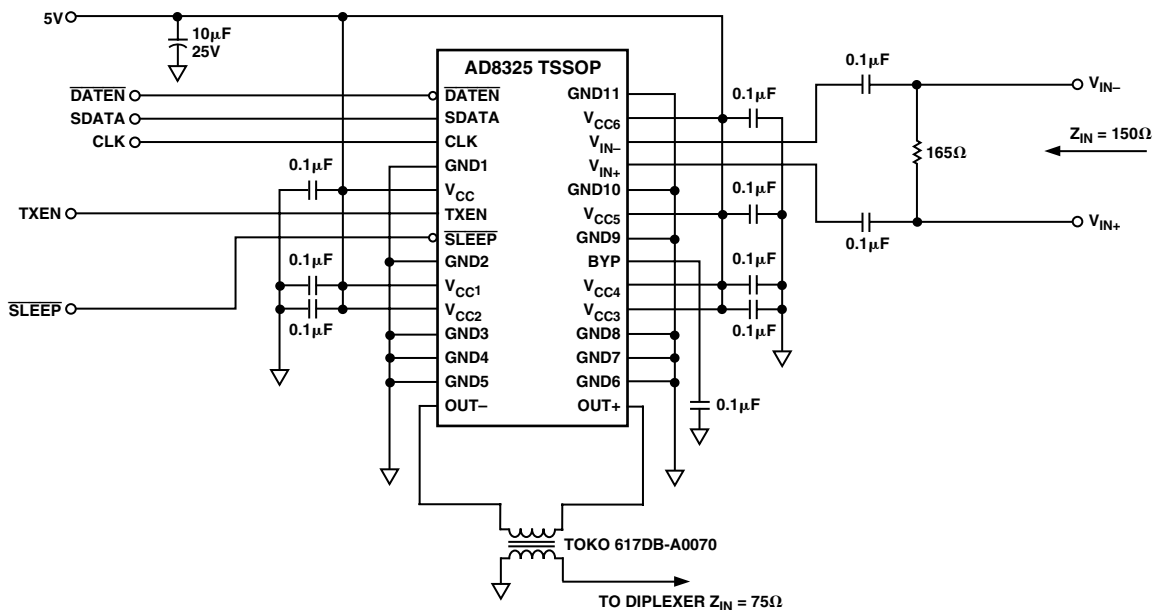 5V
10µF
25V
AD8325 TSSOP
DATEN
SDATA
CLK
TXEN
SLEEP
0.1µF
0.1µF
0.1µF
DATEN
SDATA
CLK
GND1
VCC
TXEN
SLEEP
GND2
VCC1
VCC2
GND3
GND4
GND5
OUT–
GND11
VCC6
VIN–
VIN+
GND10
VCC5
GND9
BYP
VCC4
VCC3
GND8
GND7
GND6
OUT+
0.1µF
0.1µF
0.1µF
0.1µF
0.1µF
0.1µF
0.1µF
165Ω
VIN–
ZIN = 150Ω
VIN+
TOKO 617DB-A0070
TO DIPLEXER ZIN = 75Ω